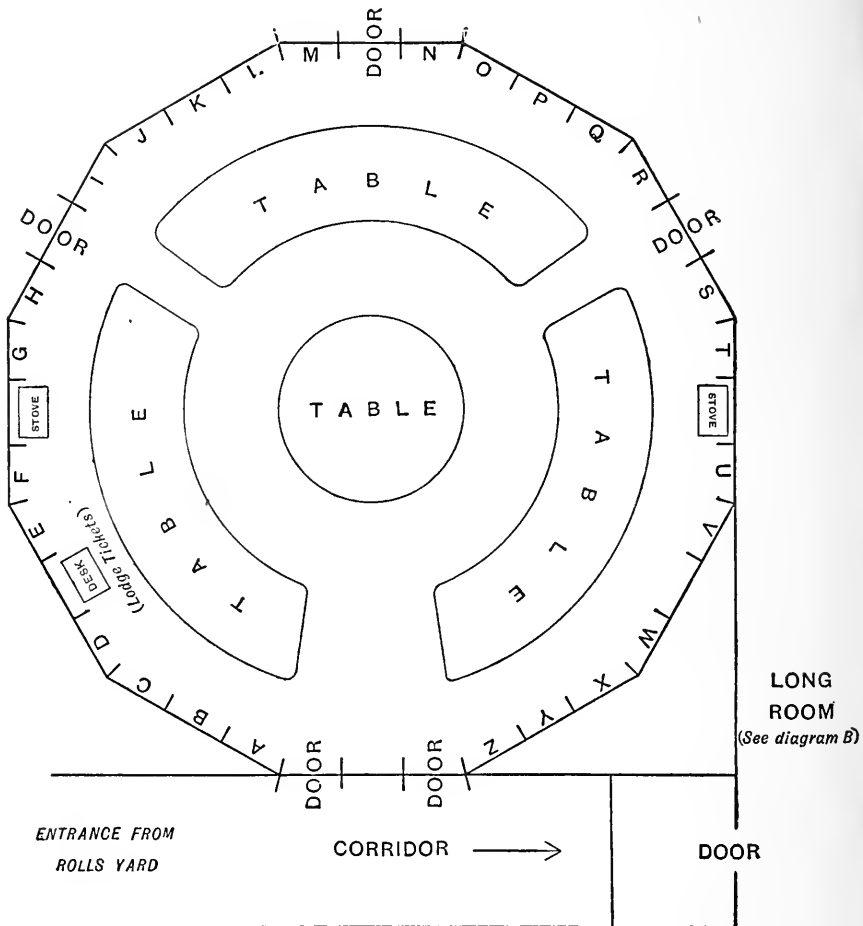 DOOR
M
N
L
O
K
P
J
Q
I
R
TABLE
DOOR
DOOR
H
S
G
T
STOVE
STOVE
TABLE
TABLE
TABLE
F
U
E
V
DESK
(Lodge Tickets)
D
W
C
X
B
Y
A
Z
DOOR
DOOR
LONG
ROOM
(See diagram B)
ENTRANCE FROM
ROLLS YARD
CORRIDOR
DOOR